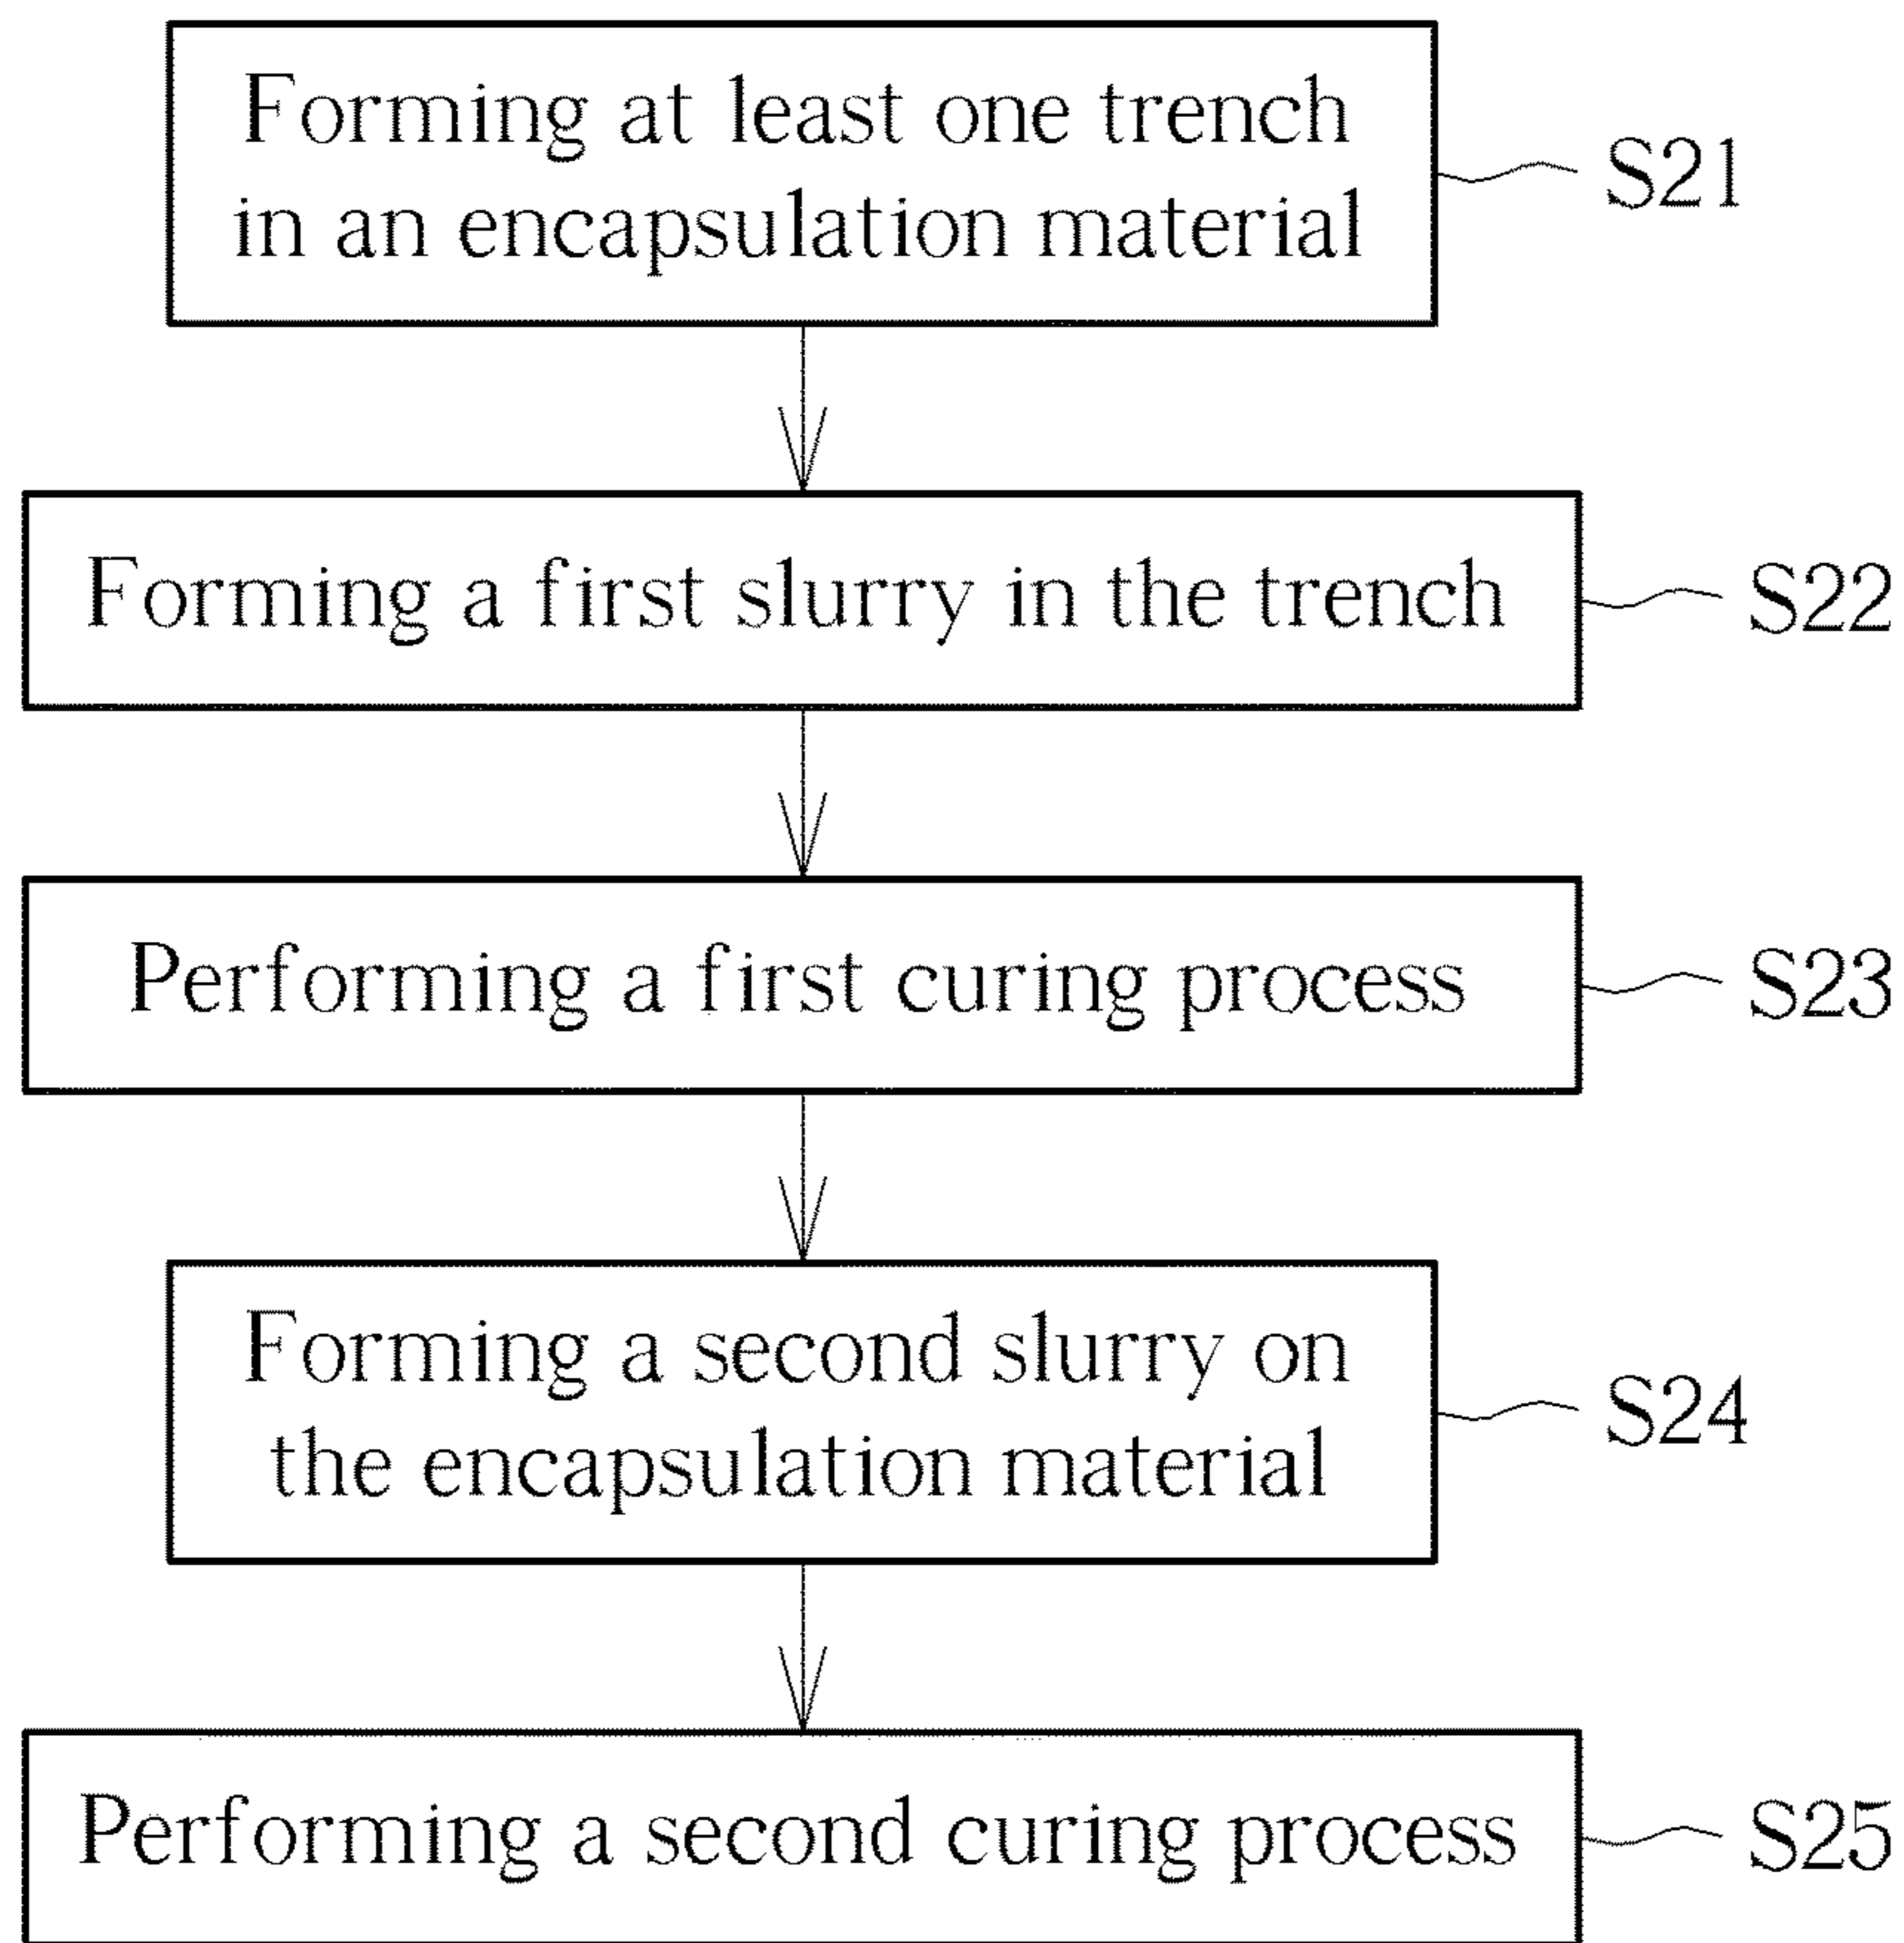 Forming at least one trench
in an encapsulation material
S21
Forming a first slurry in the trench
S22
Performing a first curing process
S23
Forming a second slurry on
the encapsulation material
S24
Performing a second curing process
S25